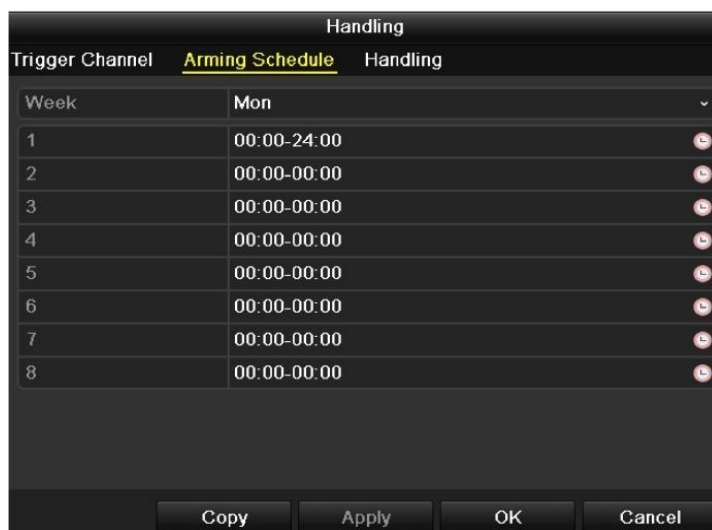 Handling
Trigger Channel Arming Schedule Handling
Week Mon
1 00:00-24:00
2 00:00-00:00
3 00:00-00:00
4 00:00-00:00
5 00:00-00:00
6 00:00-00:00
7 00:00-00:00
8 00:00-00:00
Copy Apply OK Cancel